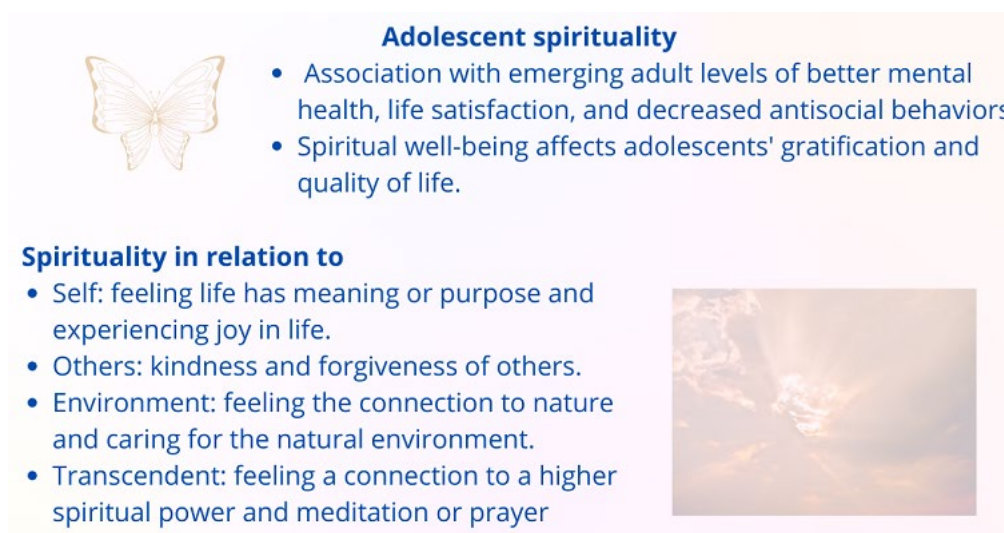 Adolescent spirituality
• Association with emerging adult levels of better mental
health, life satisfaction, and decreased antisocial behaviors
• Spiritual well-being affects adolescents' gratification and
quality of life.
Spirituality in relation to
• Self: feeling life has meaning or purpose and
experiencing joy in life.
• Others: kindness and forgiveness of others.
• Environment: feeling the connection to nature
and caring for the natural environment.
• Transcendent: feeling a connection to a higher
spiritual power and meditation or prayer